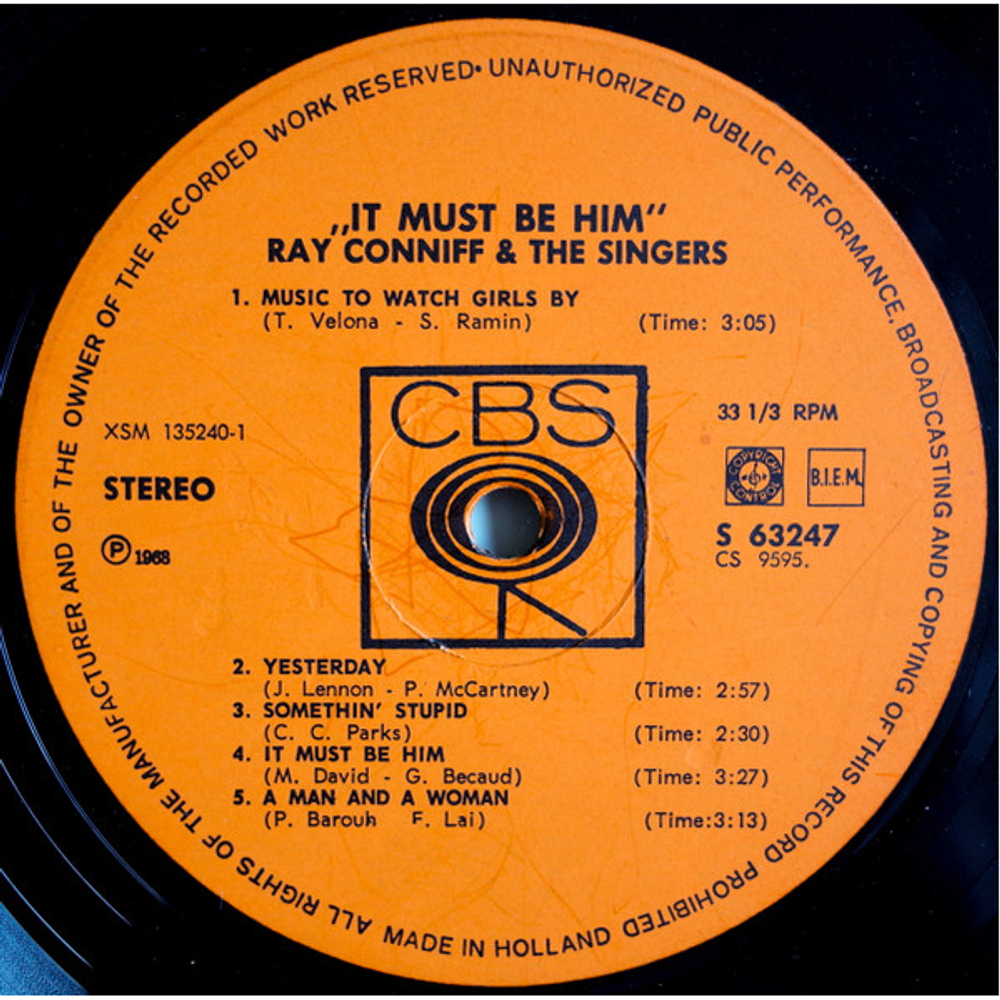 ALL RIGHTS OF THE MANUFACTURER AND OF THE OWNER OF THE RECORDED WORK RESERVED • UNAUTHORIZED PUBLIC PERFORMANCE, BROADCASTING AND COPYING OF THIS RECORD PROHIBITED
„IT MUST BE HIM“
RAY CONNIFF & THE SINGERS
1. MUSIC TO WATCH GIRLS BY
(T. Velona - S. Ramin) (Time: 3:05)
CBS
XSM 135240-1
STEREO
Ⓟ 1968
33 1/3 RPM
COPYRIGHT CONTROL
B.I.E.M.
S 63247
CS 9595.
2. YESTERDAY
(J. Lennon - P. McCartney) (Time: 2:57)
3. SOMETHIN' STUPID
(C. C. Parks) (Time: 2:30)
4. IT MUST BE HIM
(M. David - G. Becaud) (Time: 3:27)
5. A MAN AND A WOMAN
(P. Barouh F. Lai) (Time:3:13)
MADE IN HOLLAND